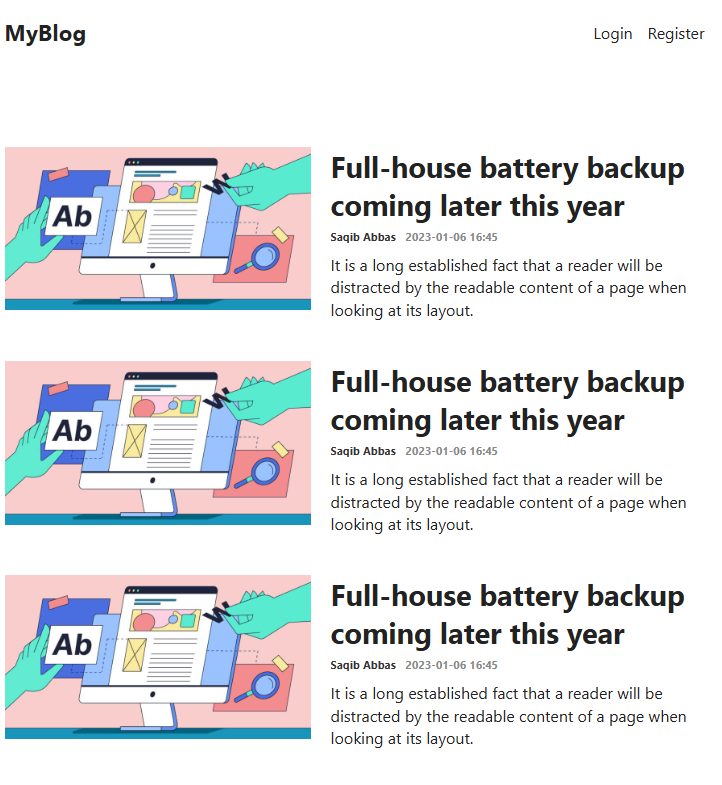 MyBlog
Login Register
Ab
Full-house battery backup
coming later this year
Saqib Abbas 2023-01-06 16:45
It is a long established fact that a reader will be
distracted by the readable content of a page when
looking at its layout.
Ab
Full-house battery backup
coming later this year
Saqib Abbas 2023-01-06 16:45
It is a long established fact that a reader will be
distracted by the readable content of a page when
looking at its layout.
Ab
Full-house battery backup
coming later this year
Saqib Abbas 2023-01-06 16:45
It is a long established fact that a reader will be
distracted by the readable content of a page when
looking at its layout.